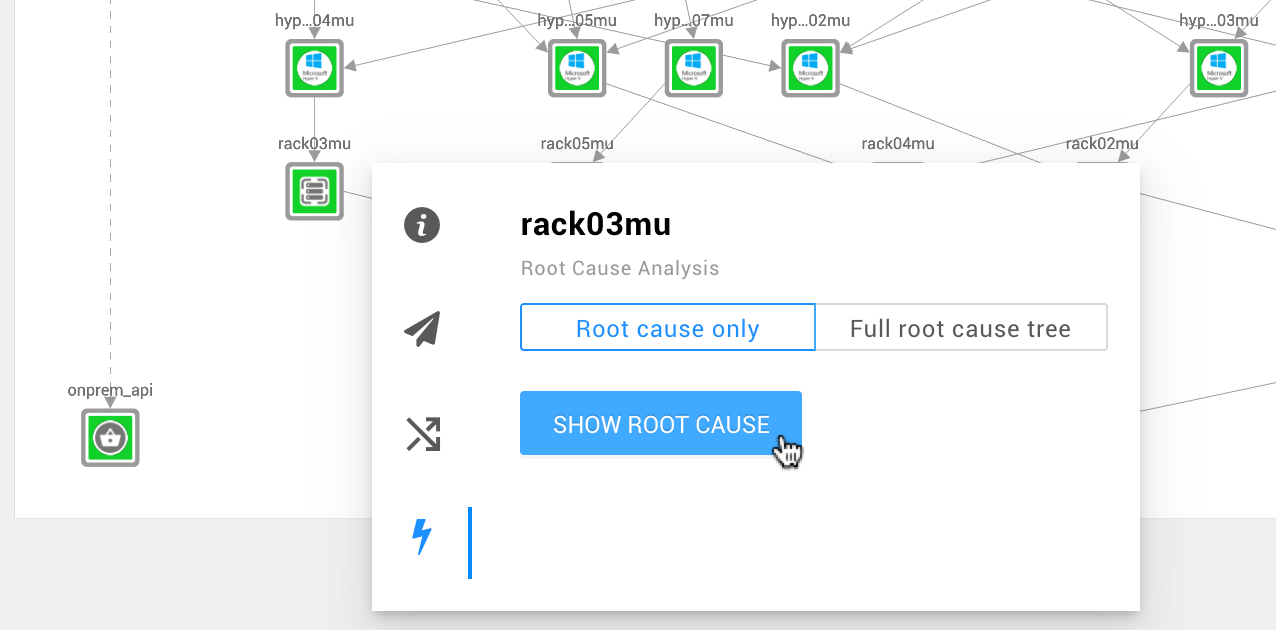 hyp...04mu
hyp...05mu
hyp...07mu
hyp...02mu
hyp...03mu
Microsoft
Hyper-V
Microsoft
Hyper-V
Microsoft
Hyper-V
Microsoft
Hyper-V
Microsoft
Hyper-V
rack03mu
rack05mu
rack04mu
rack02mu
rack03mu
Root Cause Analysis
Root cause only
Full root cause tree
onprem_api
SHOW ROOT CAUSE